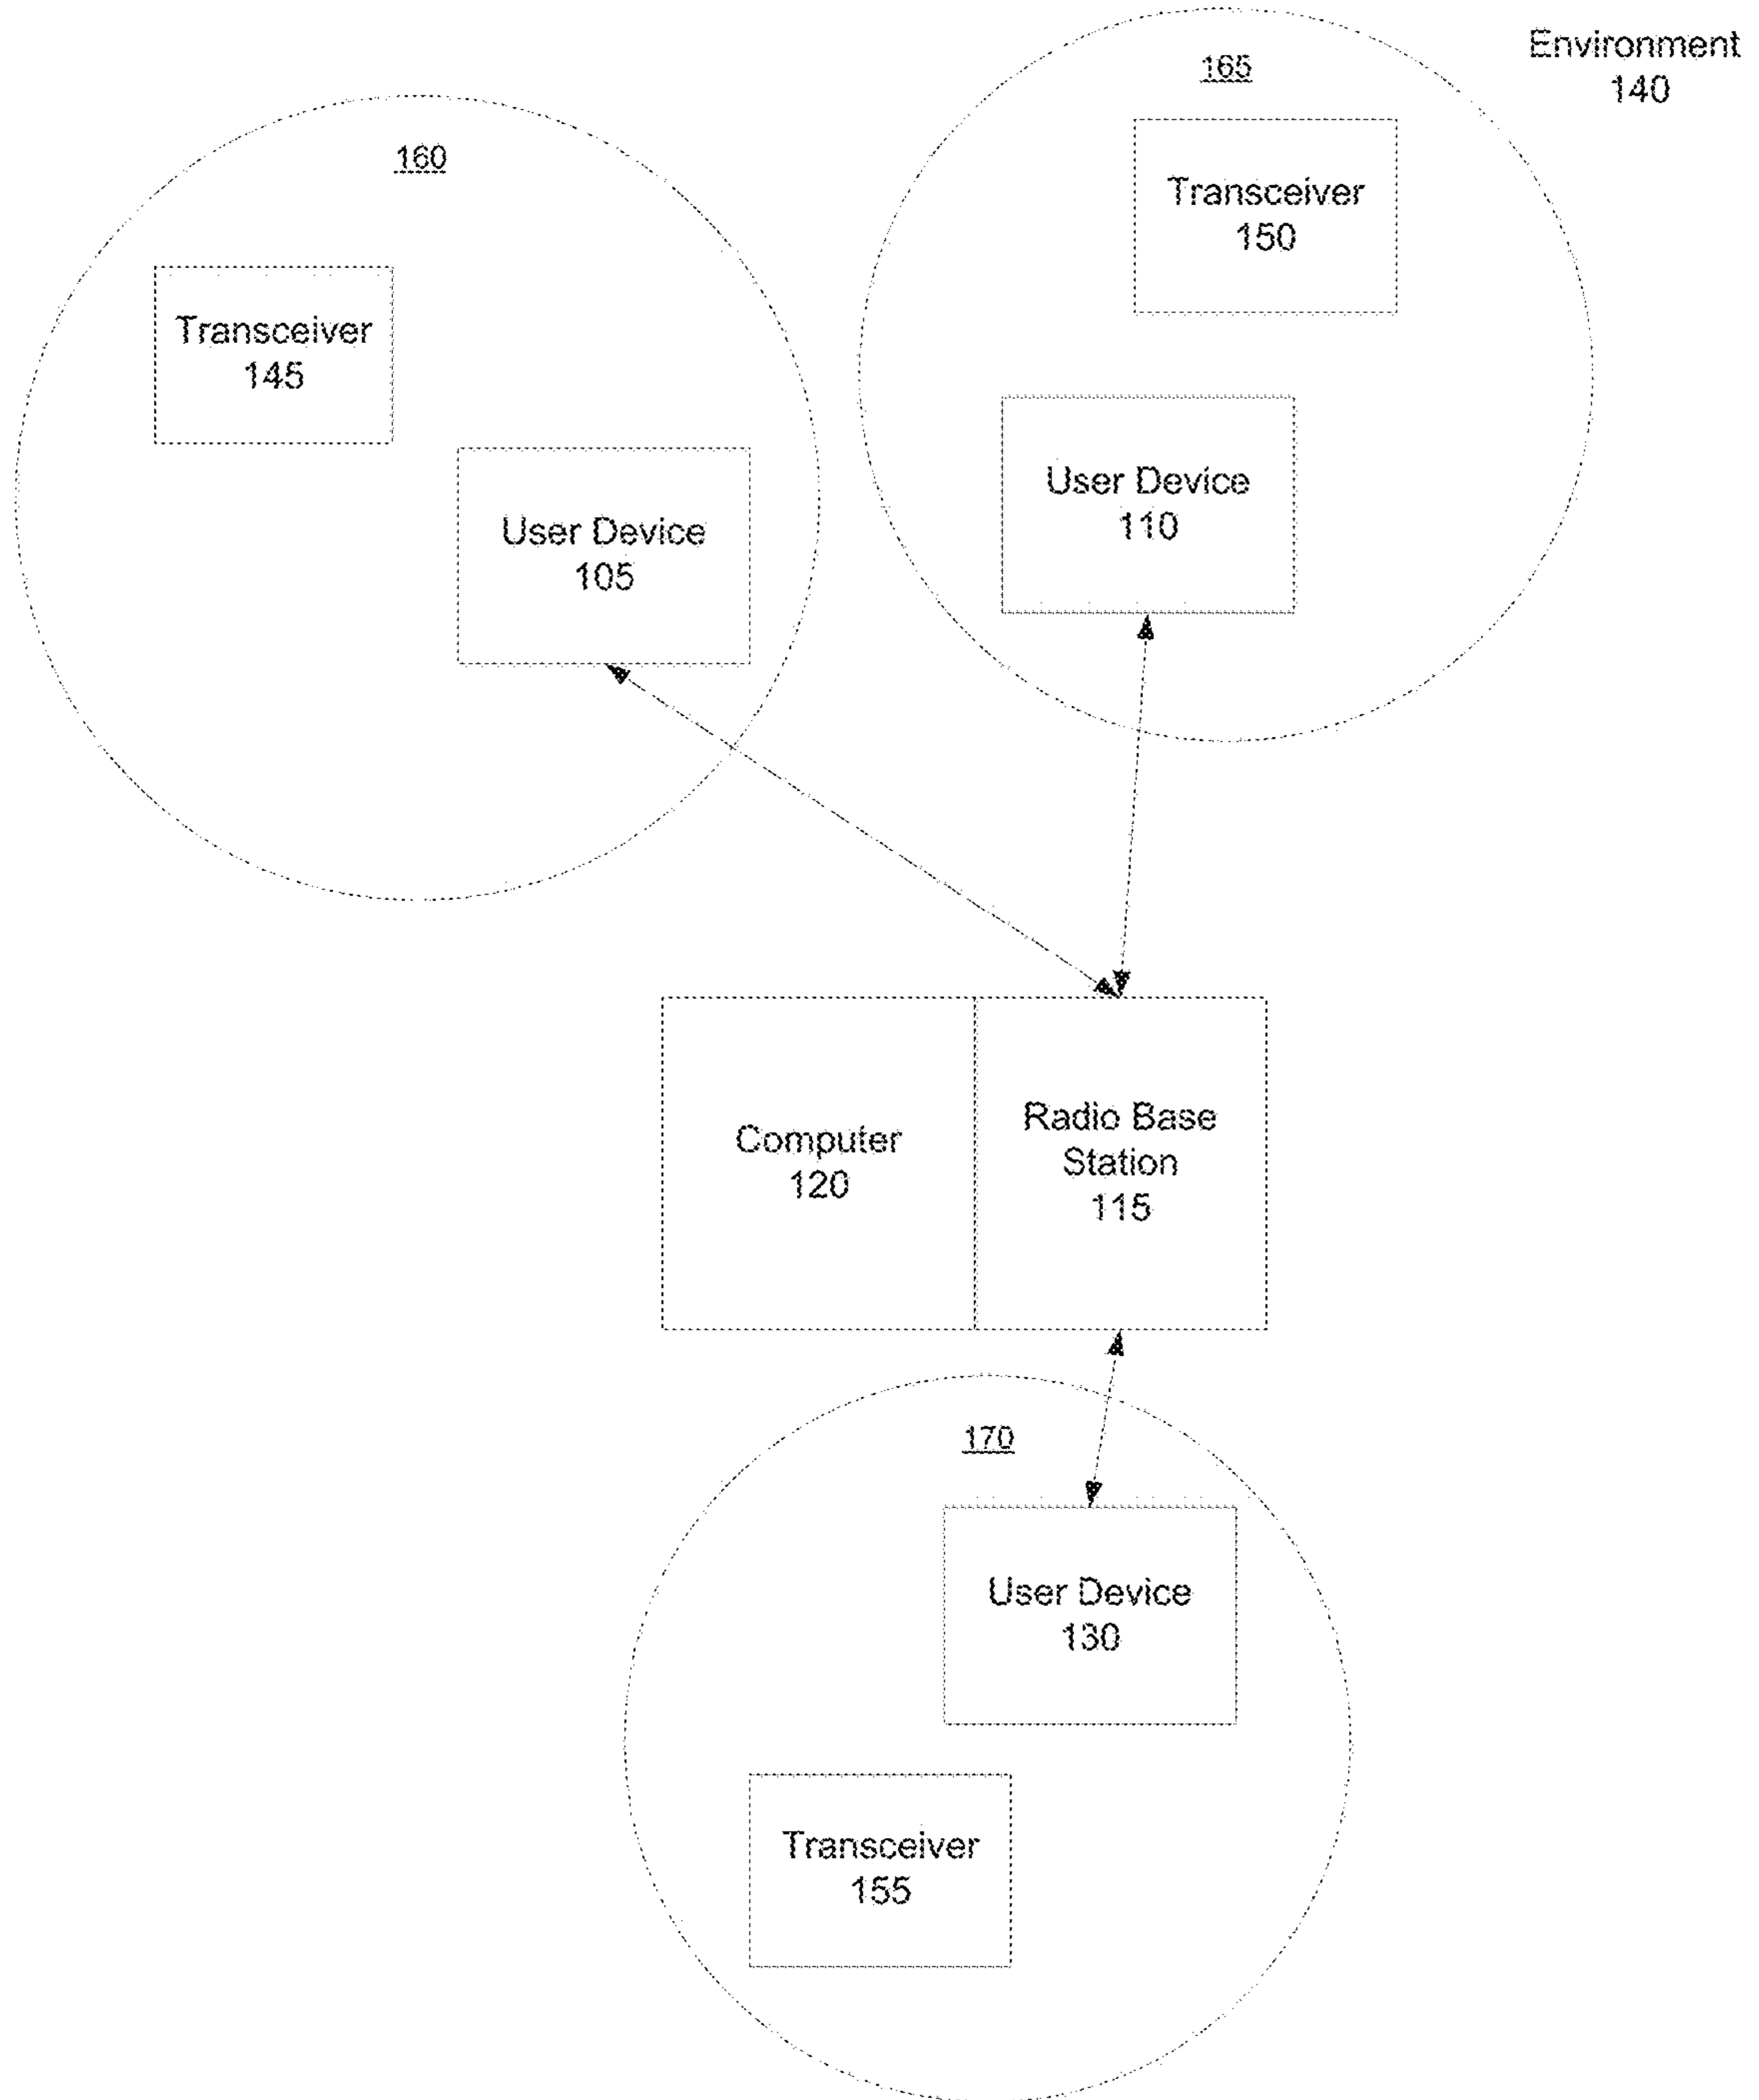 Environment
140
165
Transceiver
150
160
Transceiver
145
User Device
110
User Device
105
Computer
120
Radio Base
Station
115
170
User Device
130
Transceiver
155